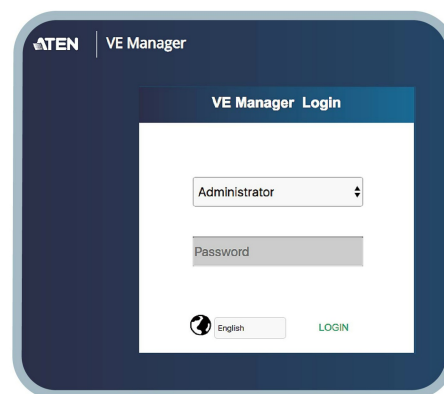 ATEN VE Manager
VE Manager Login
Administrator
Password
English LOGIN